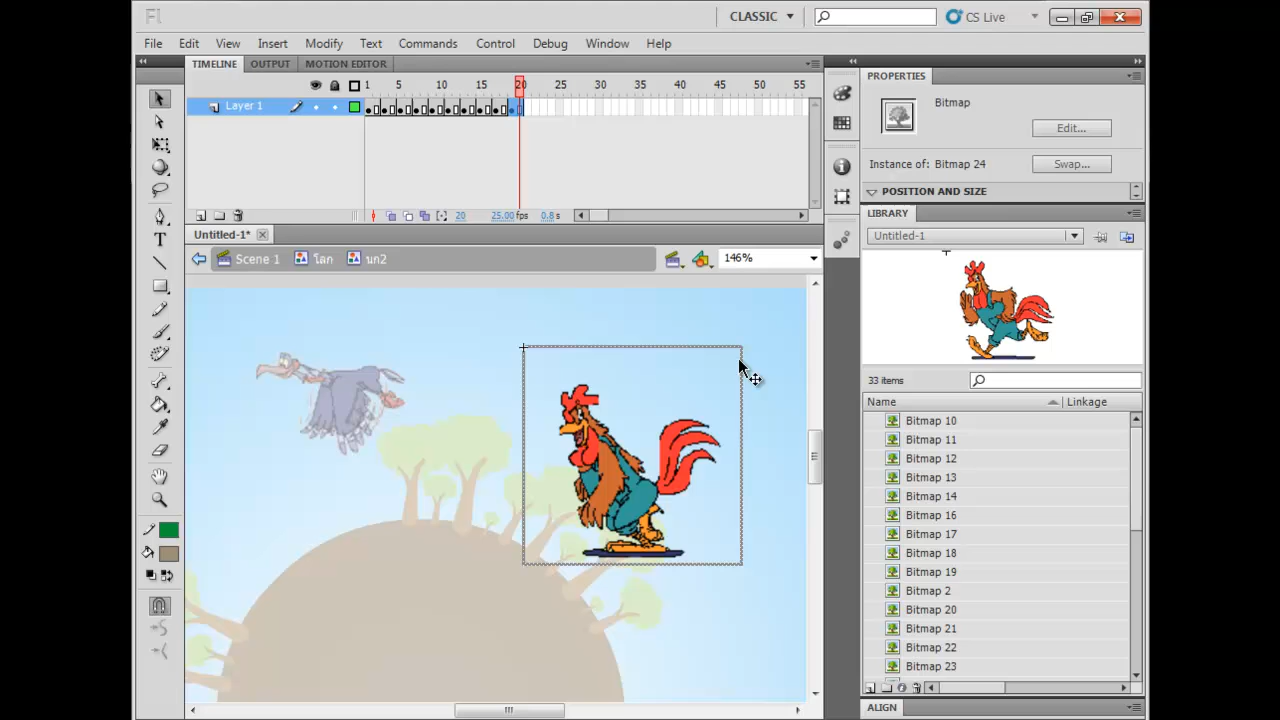 Fl
CLASSIC
CS Live
File Edit View Insert Modify Text Commands Control Debug Window Help
TIMELINE OUTPUT MOTION EDITOR
PROPERTIES
1 5 10 15 20 25 30 35 40 45 50 55
Layer 1
Bitmap
Edit...
Instance of: Bitmap 24
Swap...
POSITION AND SIZE
20 25.00 fps 0.8 s
LIBRARY
Untitled-1*
Untitled-1
Scene 1 โลก นก2
146%
33 items
Name Linkage
Bitmap 10
Bitmap 11
Bitmap 12
Bitmap 13
Bitmap 14
Bitmap 16
Bitmap 17
Bitmap 18
Bitmap 19
Bitmap 2
Bitmap 20
Bitmap 21
Bitmap 22
Bitmap 23
ALIGN